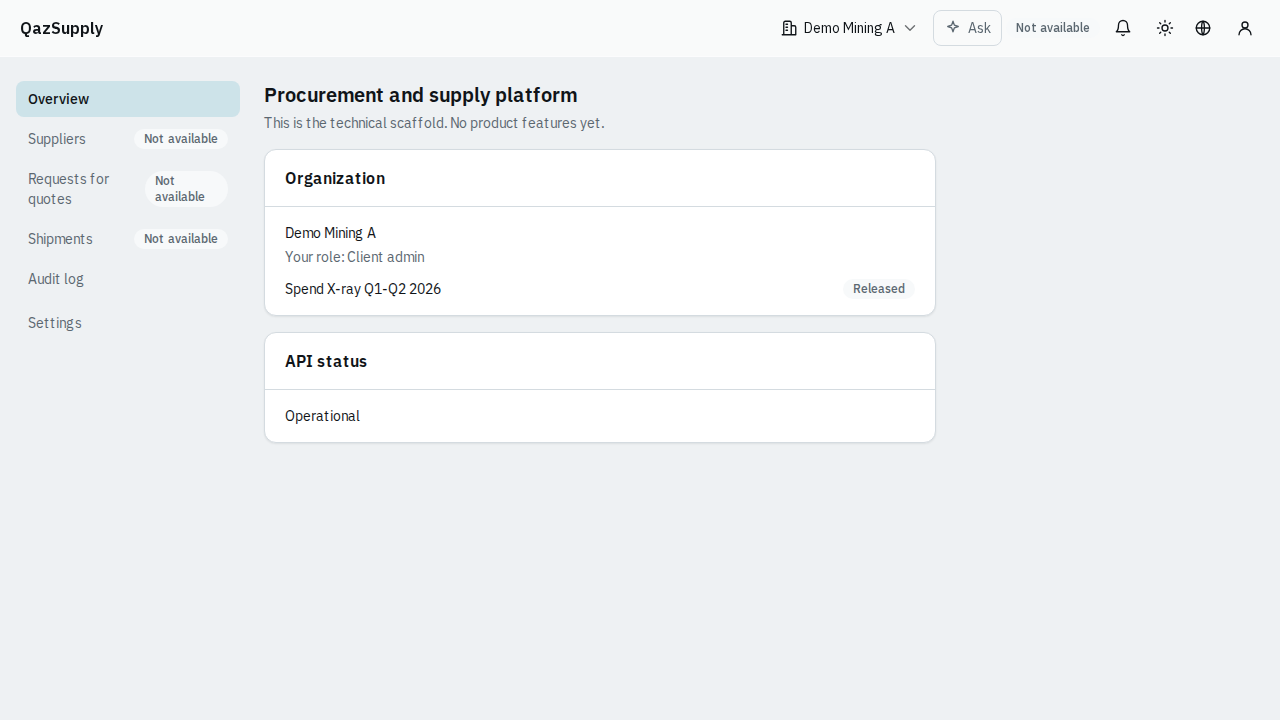 QazSupply
Demo Mining A
Ask
Not available
Overview
Suppliers
Not available
Requests for
quotes
Not
available
Shipments
Not available
Audit log
Settings
Procurement and supply platform
This is the technical scaffold. No product features yet.
Organization
Demo Mining A
Your role: Client admin
Spend X-ray Q1-Q2 2026
Released
API status
Operational